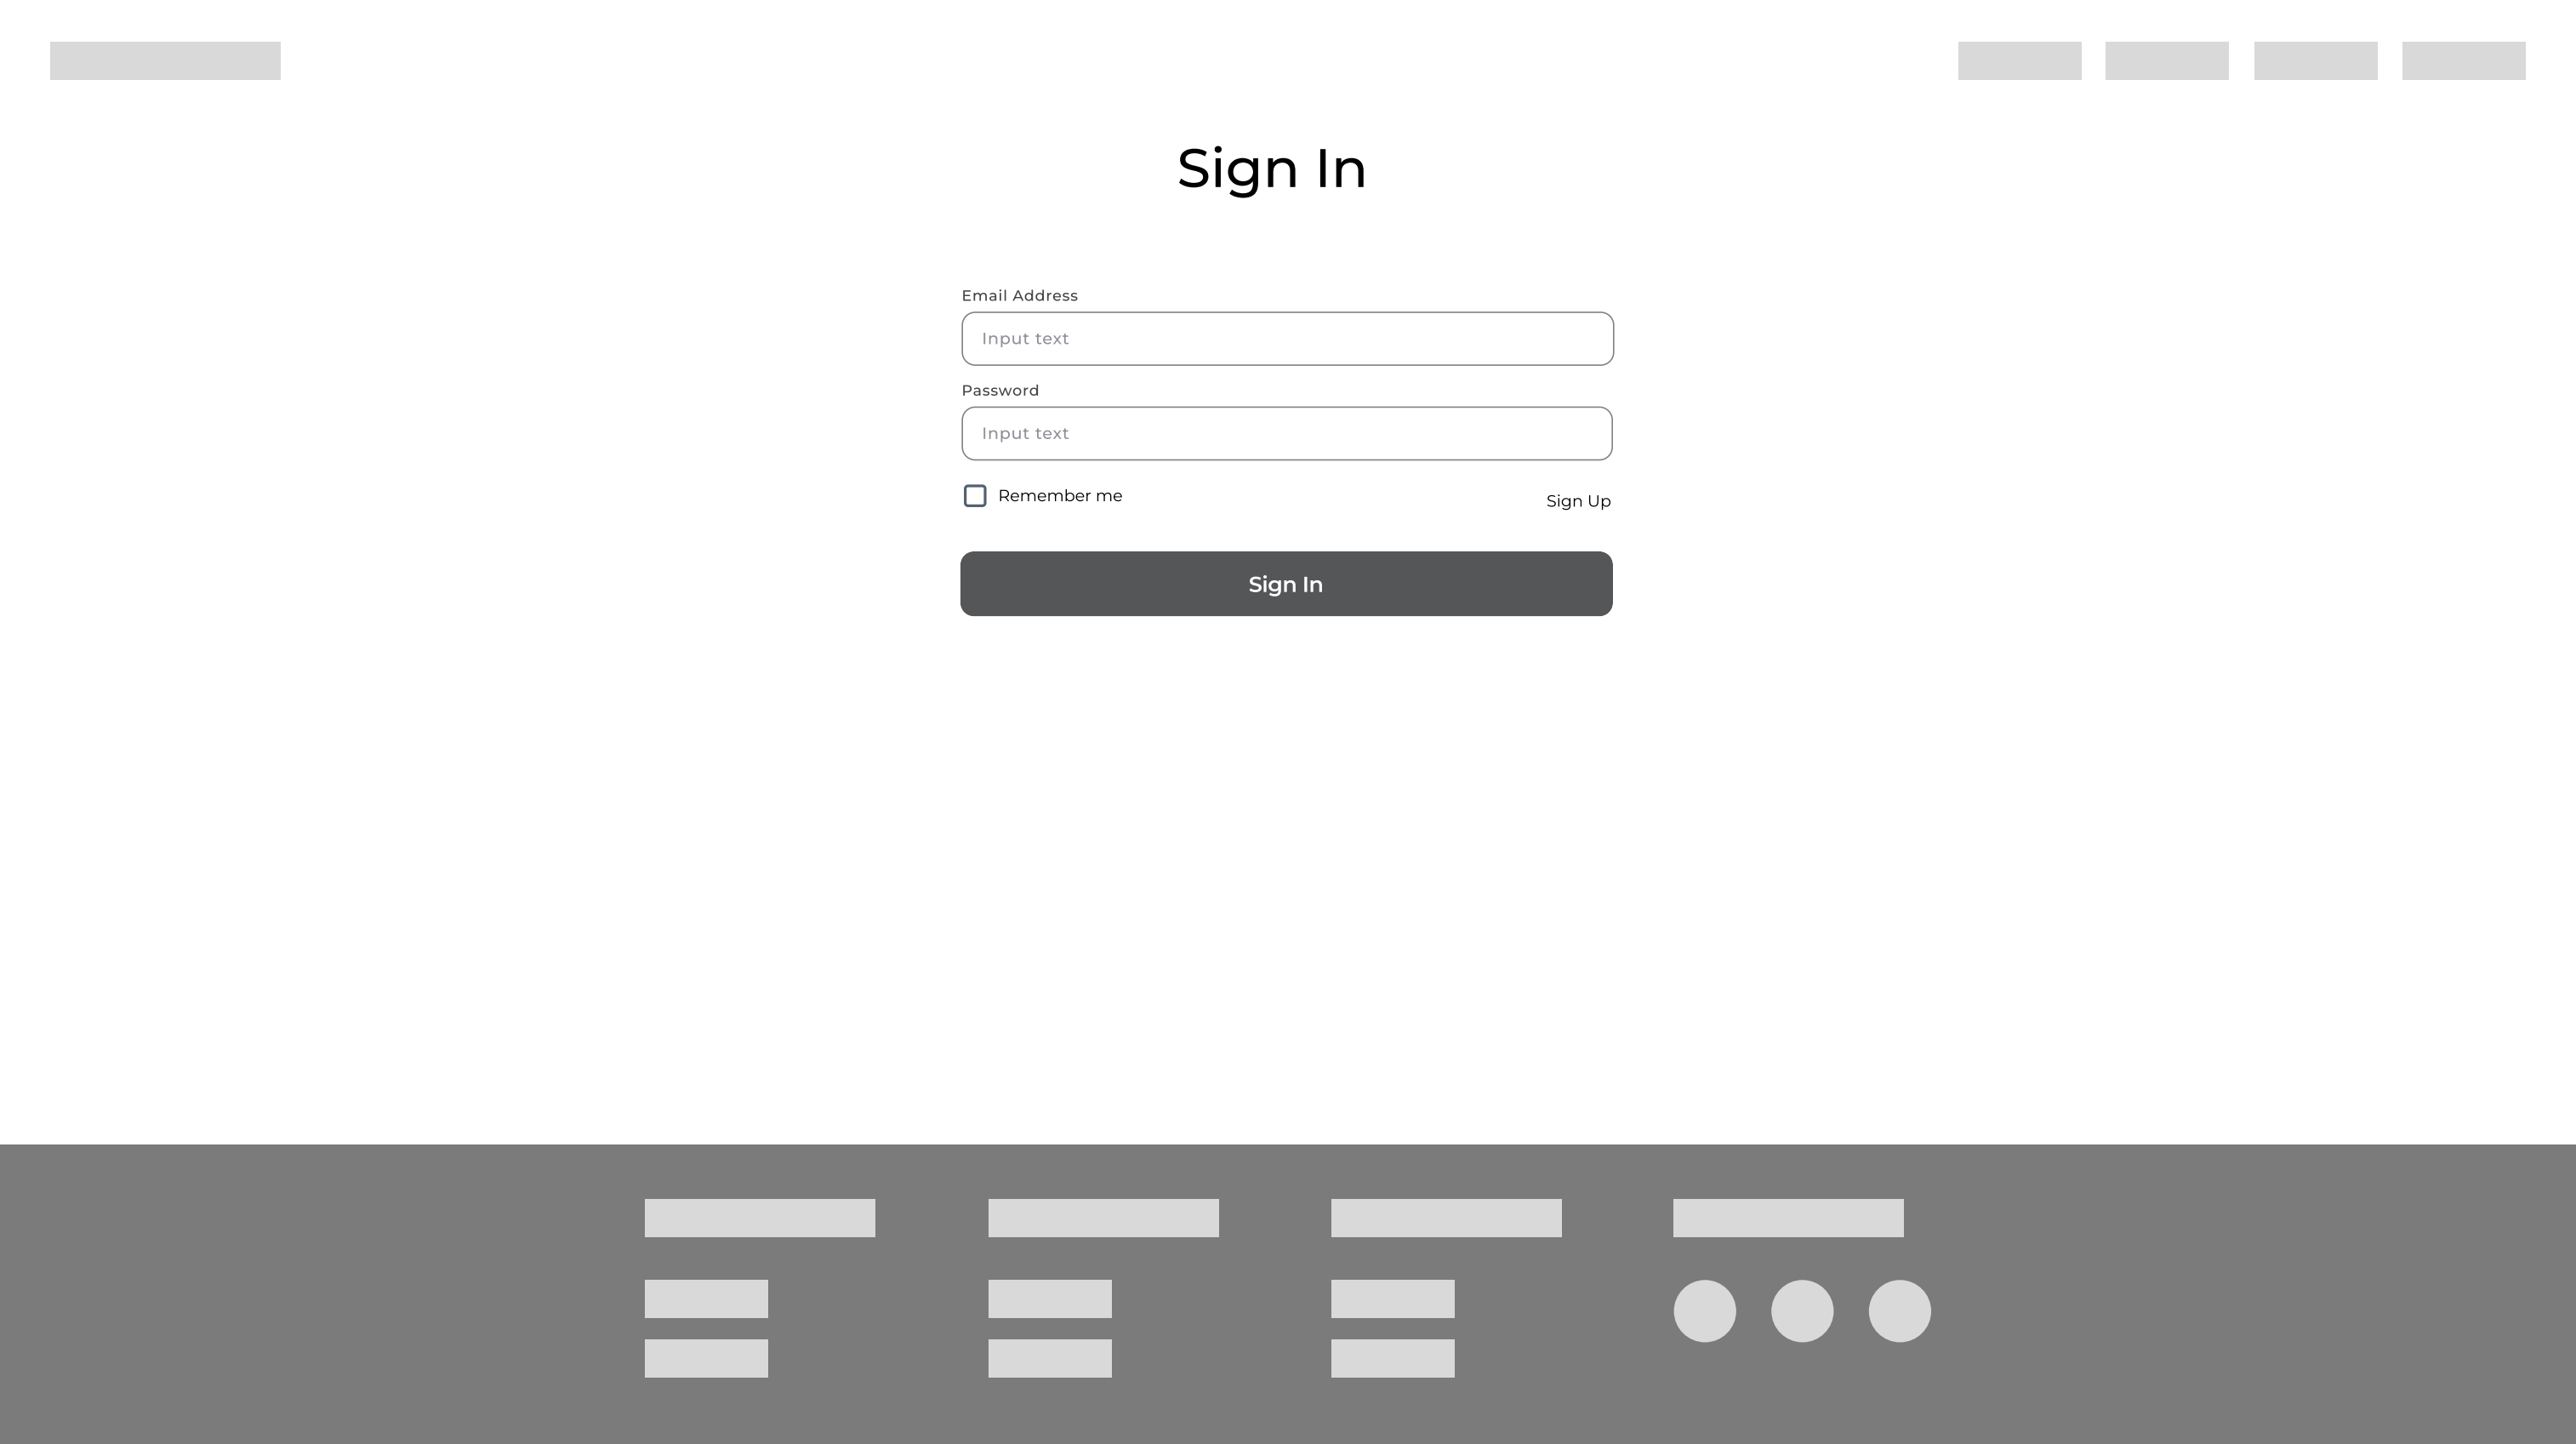 Sign In
Email Address
Input text
Password
Input text
Remember me
Sign Up
Sign In